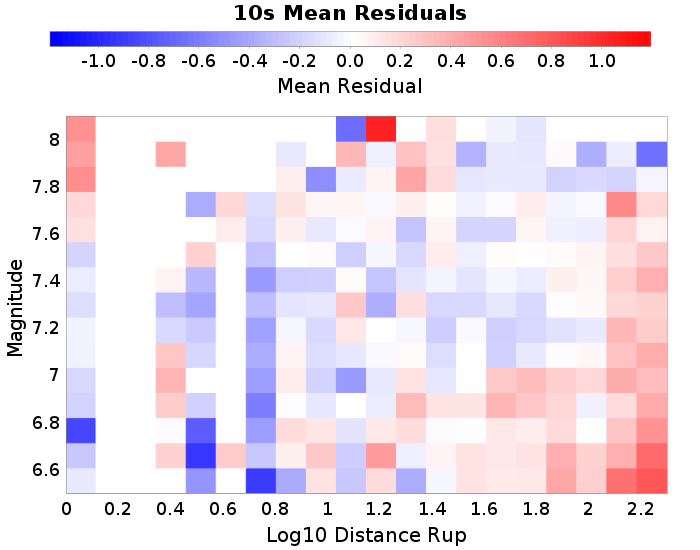 10s Mean Residuals
-1.0 -0.8 -0.6 -0.4 -0.2 0.0 0.2 0.4 0.6 0.8 1.0
Mean Residual
8
7.8
7.6
7.4
7.2
7
6.8
6.6
Magnitude
0 0.2 0.4 0.6 0.8 1 1.2 1.4 1.6 1.8 2 2.2
Log10 Distance Rup